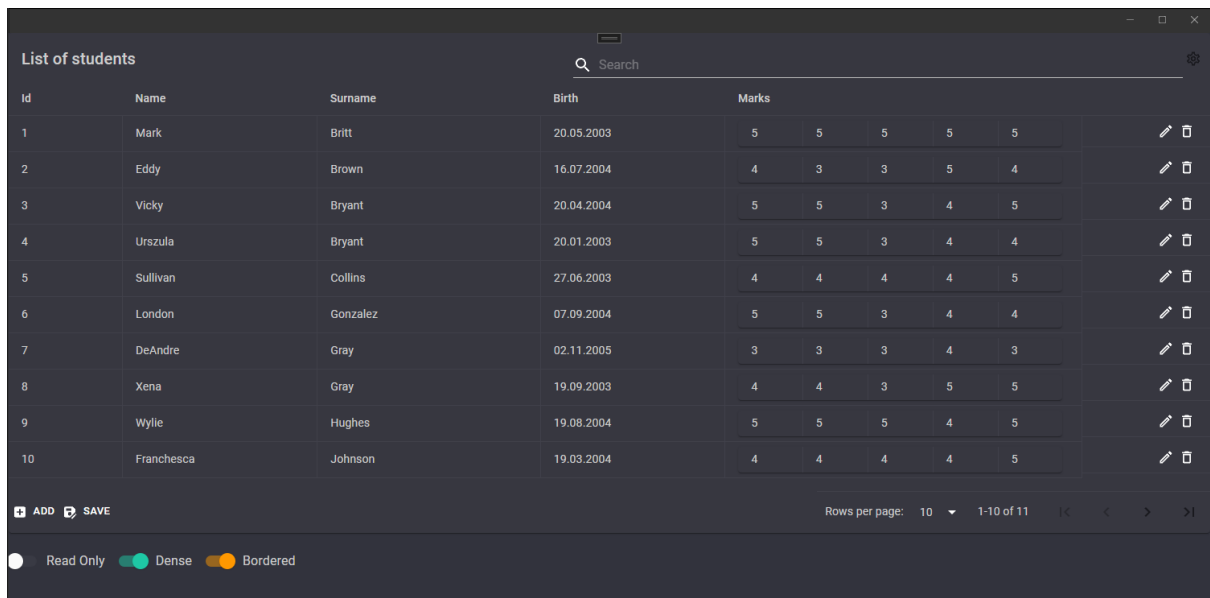 List of students
Search
Id Name Surname Birth Marks
1 Mark Britt 20.05.2003 5 5 5 5 5
2 Eddy Brown 16.07.2004 4 3 3 5 4
3 Vicky Bryant 20.04.2004 5 5 3 4 5
4 Urszula Bryant 20.01.2003 5 5 3 4 4
5 Sullivan Collins 27.06.2003 4 4 4 4 5
6 London Gonzalez 07.09.2004 5 5 3 4 4
7 DeAndre Gray 02.11.2005 3 3 3 4 3
8 Xena Gray 19.09.2003 4 4 3 5 5
9 Wylie Hughes 19.08.2004 5 5 5 4 5
10 Franchesca Johnson 19.03.2004 4 4 4 4 5
ADD SAVE Rows per page: 10 1-10 of 11
Read Only Dense Bordered